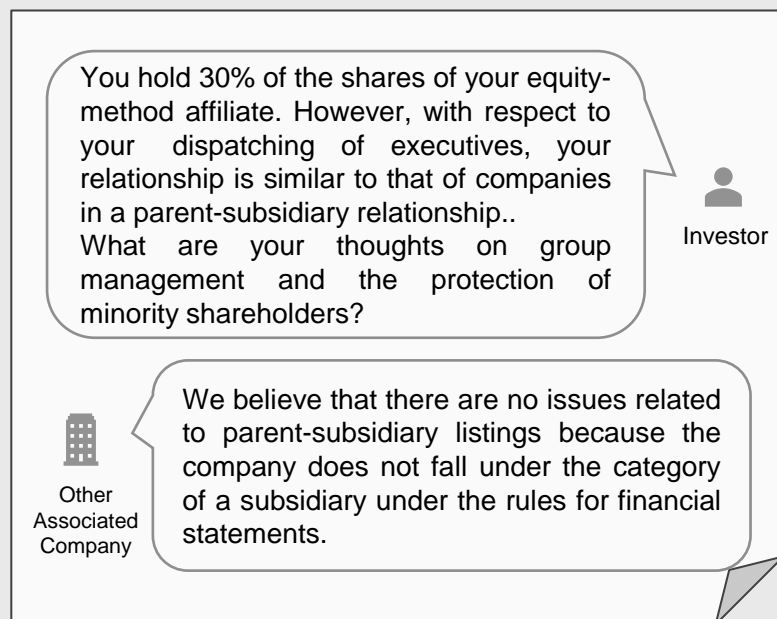 You hold 30% of the shares of your equity-
method affiliate. However, with respect to
your dispatching of executives, your
relationship is similar to that of companies
in a parent-subsidiary relationship..
What are your thoughts on group
management and the protection of
minority shareholders?
Investor
We believe that there are no issues related
to parent-subsidiary listings because the
company does not fall under the category
of a subsidiary under the rules for financial
statements.
Other
Associated
Company